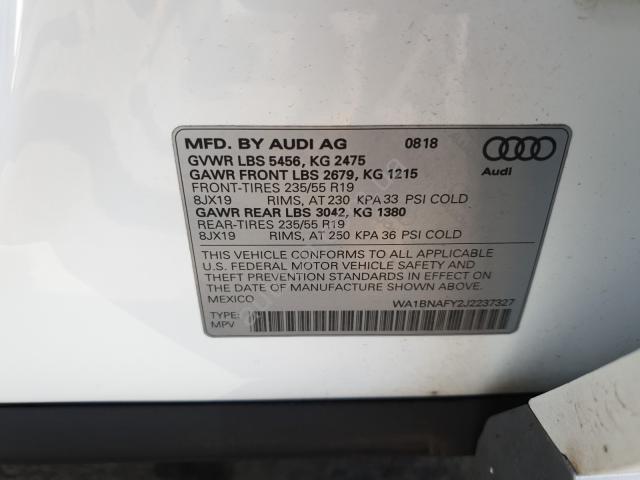 MFD. BY AUDI AG 0818
GVWR LBS 5456, KG 2475
GAWR FRONT LBS 2679, KG 1215
Audi
FRONT-TIRES 235/55 R19
8JX19 RIMS, AT 230 KPA 33 PSI COLD
GAWR REAR LBS 3042, KG 1380
REAR-TIRES 235/55 R19
8JX19 RIMS, AT 250 KPA 36 PSI COLD
THIS VEHICLE CONFORMS TO ALL APPLICABLE
U.S. FEDERAL MOTOR VEHICLE SAFETY AND
THEFT PREVENTION STANDARDS IN EFFECT ON
THE DATE OF MANUFACTURE SHOWN ABOVE.
MEXICO WA1BNAFY2J2237327
TYPE:
MPV